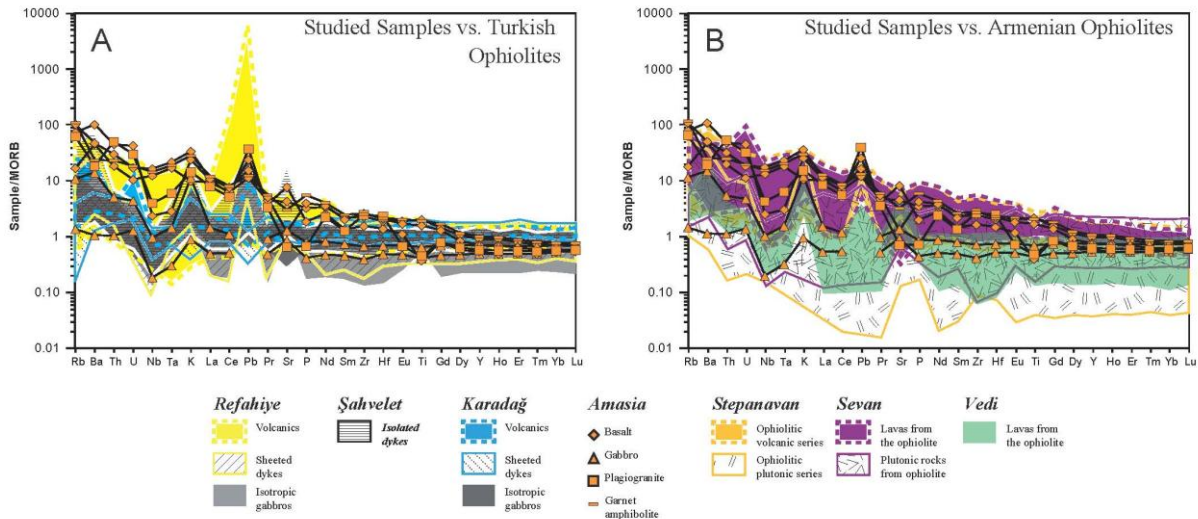 A
Studied Samples vs. Turkish
Ophiolites
10000
1000
100
10
1
0.10
0.01
Sample/MORB
Rb Ba Th U Nb Ta K La Ce Pb Pr Sr P Nd Sm Zr Hf Eu Ti Gd Dy Y Ho Er Tm Yb Lu
B
Studied Samples vs. Armenian Ophiolites
10000
1000
100
10
1
0.10
0.01
Sample/MORB
Rb Ba Th U Nb Ta K La Ce Pb Pr Sr P Nd Sm Zr Hf Eu Ti Gd Dy Y Ho Er Tm Yb Lu
Refahiye
Volcanics
Sheeted
dykes
Isotropic
gabbros
Şahvelet
Isolated
dykes
Karadağ
Volcanics
Sheeted
dykes
Isotropic
gabbros
Amasia
Basalt
Gabbro
Plagiogranite
Garnet
amphibolite
Stepanavan
Ophiolitic
volcanic series
Ophiolitic
plutonic series
Sevan
Lavas from
the ophiolite
Plutonic rocks
from ophiolite
Vedi
Lavas from
the ophiolite